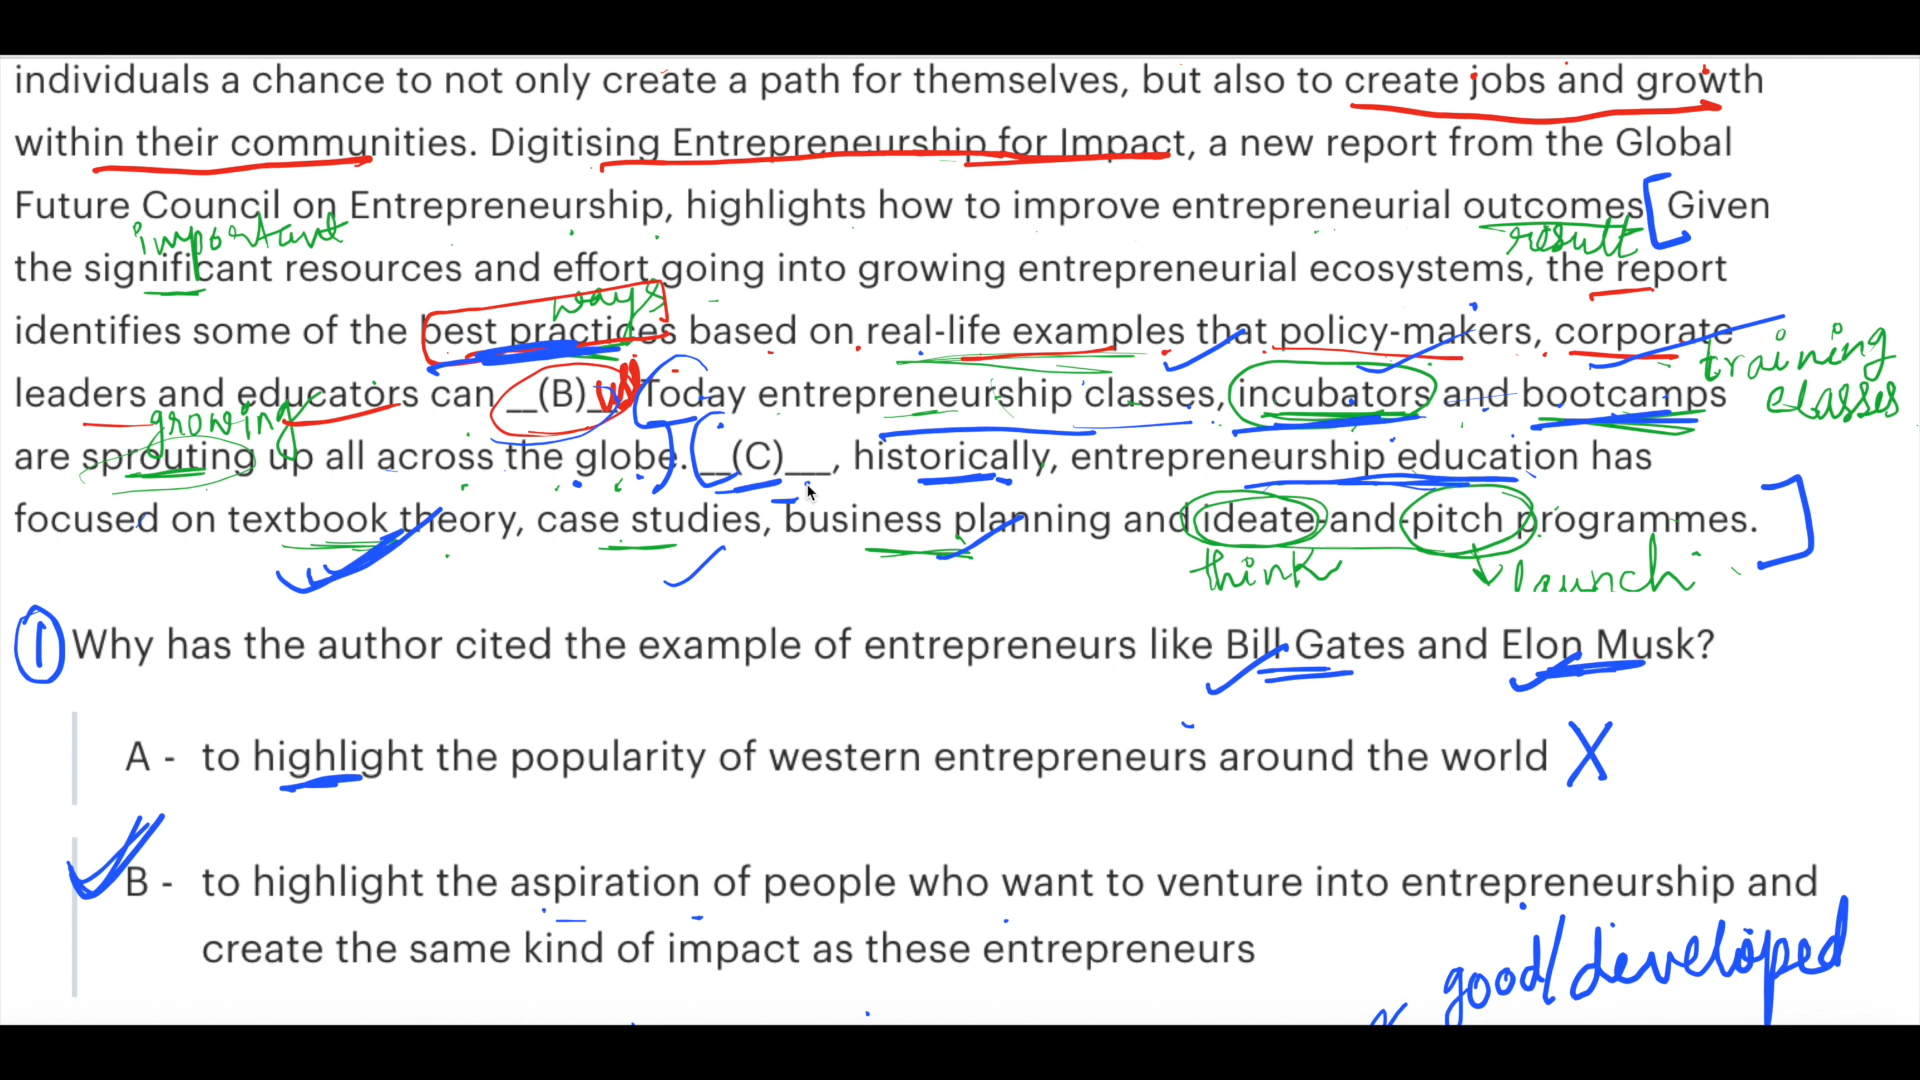 individuals a chance to not only create a path for themselves, but also to create jobs and growth
within their communities. Digitising Entrepreneurship for Impact, a new report from the Global
Future Council on Entrepreneurship, highlights how to improve entrepreneurial outcomes Given
important result
the significant resources and effort going into growing entrepreneurial ecosystems, the report
ways
identifies some of the best practices based on real-life examples that policy-makers, corporate
training
leaders and educators can __(B)__ Today entrepreneurship classes, incubators and bootcamps
classes
growing
are sprouting up all across the globe. __(C)___, historically, entrepreneurship education has
focused on textbook theory, case studies, business planning and ideate-and-pitch programmes.
think launch
1 Why has the author cited the example of entrepreneurs like Bill Gates and Elon Musk?
A - to highlight the popularity of western entrepreneurs around the world X
B - to highlight the aspiration of people who want to venture into entrepreneurship and
create the same kind of impact as these entrepreneurs
good/developed